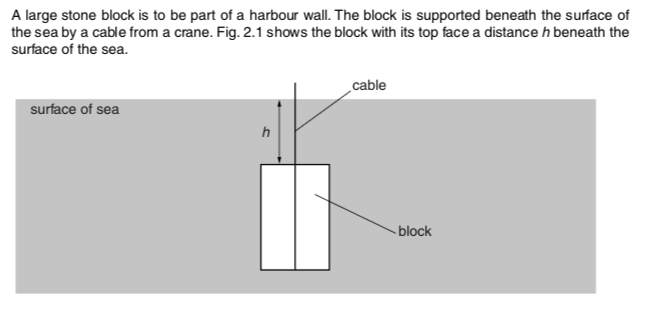 A large stone block is to be part of a harbour wall. The block is supported beneath the surface of
the sea by a cable from a crane. Fig. 2.1 shows the block with its top face a distance h beneath the
surface of the sea.
cable
surface of sea
h
block